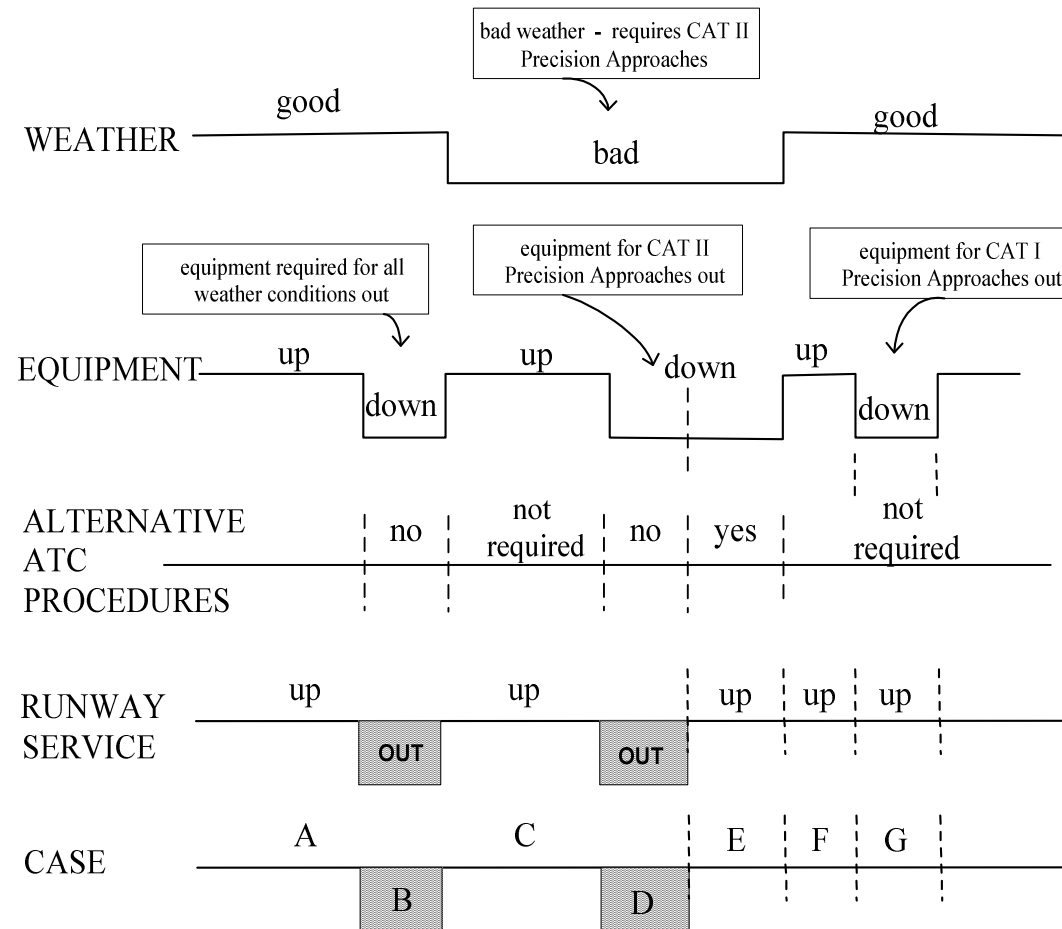 bad weather - requires CAT II
Precision Approaches
good
good
WEATHER
bad
equipment required for all
weather conditions out
equipment for CAT II
Precision Approaches out
equipment for CAT I
Precision Approaches out
up
up
down
up
EQUIPMENT
down
down
ALTERNATIVE
ATC
PROCEDURES
no
not
required
no
yes
not
required
RUNWAY
SERVICE
up
up
up
up
up
OUT
OUT
CASE
A
C
E
F
G
B
D